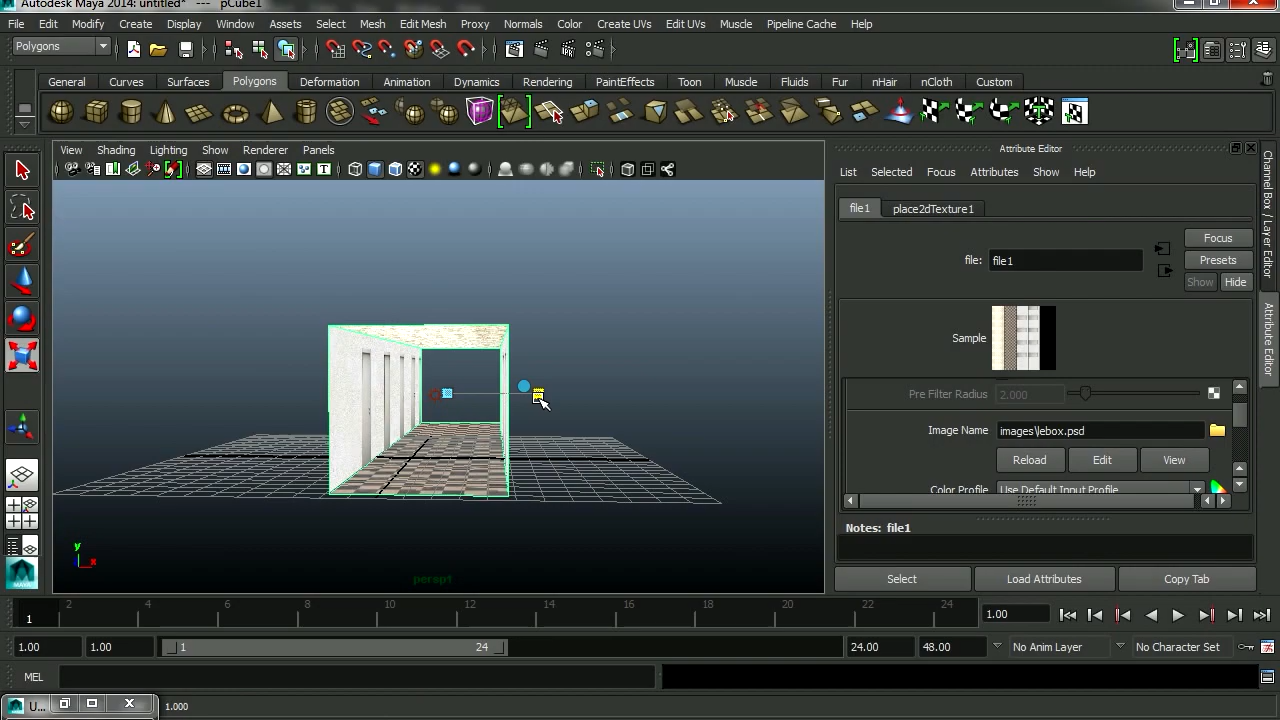 Autodesk Maya 2014: untitled* --- pCube1
File Edit Modify Create Display Window Assets Select Mesh Edit Mesh Proxy Normals Color Create UVs Edit UVs Muscle Pipeline Cache Help
Polygons
General Curves Surfaces Polygons Deformation Animation Dynamics Rendering PaintEffects Toon Muscle Fluids Fur nHair nCloth Custom
View Shading Lighting Show Renderer Panels
Attribute Editor
List Selected Focus Attributes Show Help
file1 place2dTexture1
Focus
file: file1
Presets
Show Hide
Sample
Pre Filter Radius 2.000
Image Name images\lebox.psd
Reload Edit View
Color Profile Use Default Input Profile
Notes: file1
Select Load Attributes Copy Tab
Channel Box / Layer Editor
Attribute Editor
y
x
persp1
MAYA
1 2 4 6 8 10 12 14 16 18 20 22 24
1.00
1.00 1.00 1 24 24.00 48.00 No Anim Layer No Character Set
MEL
U...
1.000